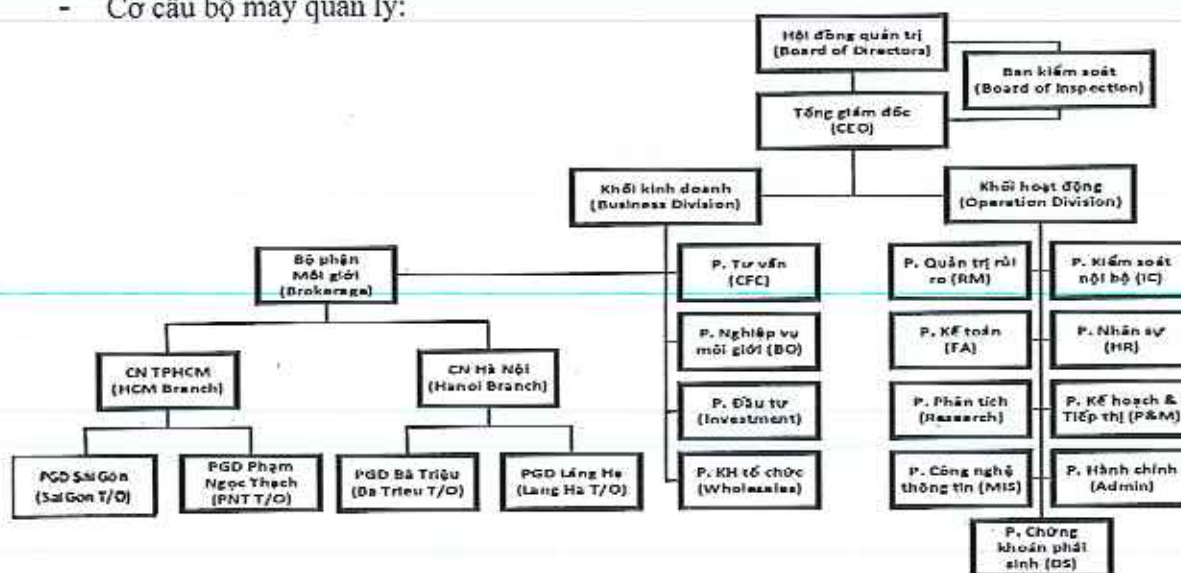 - Cơ cấu bộ máy quản lý:
Hội đồng quản trị
(Board of Directors)
Ban kiểm soát
(Board of Inspection)
Tổng giám đốc
(CEO)
Khối kinh doanh
(Business Division)
Khối hoạt động
(Operation Division)
Bộ phận
Môi giới
(Brokerage)
P. Tư vấn
(CFC)
P. Quản trị rủi
ro (RM)
P. Kiểm soát
nội bộ (IC)
P. Nghiệp vụ
môi giới (BO)
P. Kế toán
(FA)
P. Nhân sự
(HR)
CN TPHCM
(HCM Branch)
CN Hà Nội
(Hanoi Branch)
P. Đầu tư
(Investment)
P. Phân tích
(Research)
P. Kế hoạch &
Tiếp thị (P&M)
PGD Sài Gòn
(Sai Gon T/O)
PGD Phạm
Ngọc Thạch
(PNT T/O)
PGD Bà Triệu
(Ba Trieu T/O)
PGD Láng Hạ
(Lang Ha T/O)
P. KH tổ chức
(Wholesales)
P. Công nghệ
thông tin (MIS)
P. Hành chính
(Admin)
P. Chứng
khoán phái
sinh (DS)